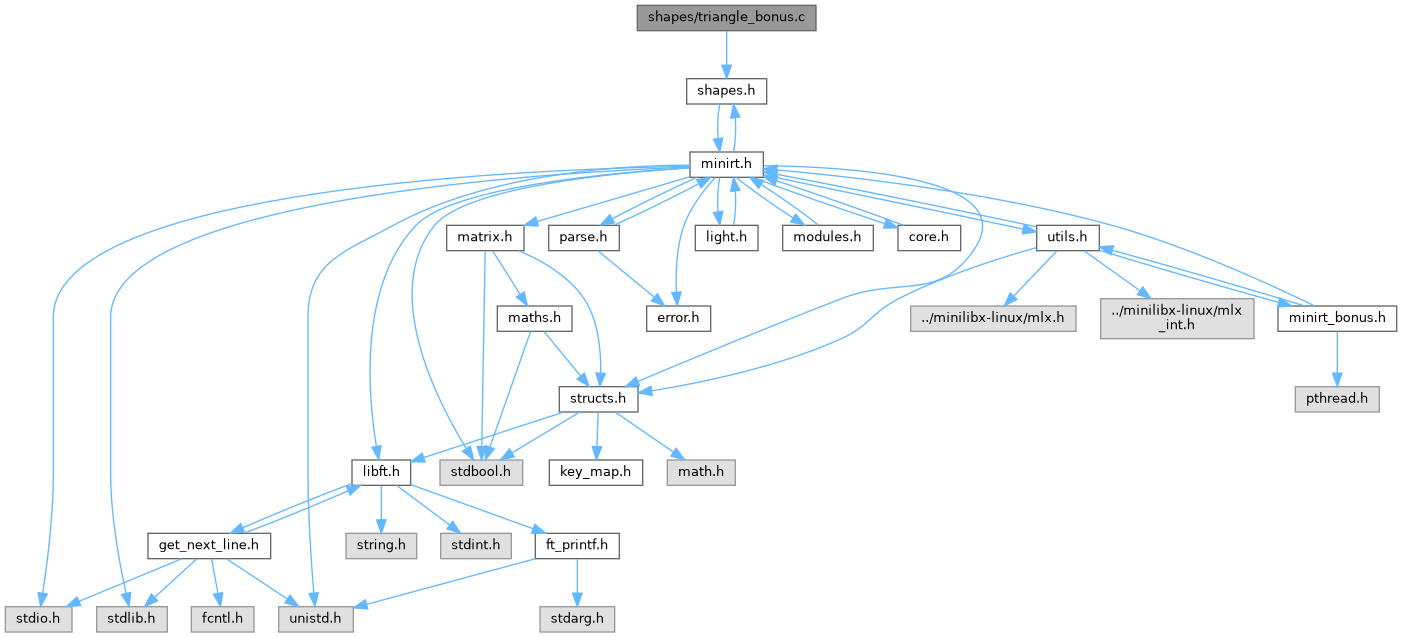 shapes/triangle_bonus.c
shapes.h
minirt.h
matrix.h
parse.h
light.h
modules.h
core.h
utils.h
maths.h
error.h
../minilibx-linux/mlx.h
../minilibx-linux/mlx
_int.h
minirt_bonus.h
structs.h
pthread.h
libft.h
stdbool.h
key_map.h
math.h
get_next_line.h
string.h
stdint.h
ft_printf.h
stdio.h
stdlib.h
fcntl.h
unistd.h
stdarg.h